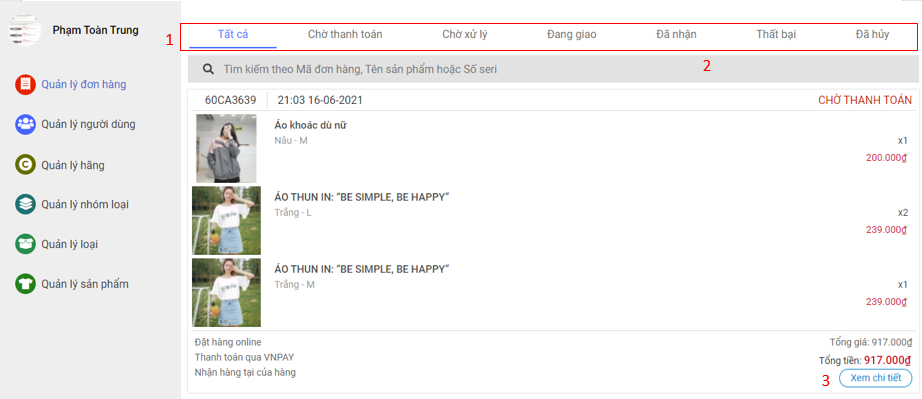 Phạm Toàn Trung
Quản lý đơn hàng
Quản lý người dùng
Quản lý hãng
Quản lý nhóm loại
Quản lý loại
Quản lý sản phẩm
1
Tất cả Chờ thanh toán Chờ xử lý Đang giao Đã nhận Thất bại Đã hủy
Tìm kiếm theo Mã đơn hàng, Tên sản phẩm hoặc Số seri
2
60CA3639 21:03 16-06-2021 CHỜ THANH TOÁN
Áo khoác dù nữ
Nâu - M
x1
200.000₫
ÁO THUN IN: “BE SIMPLE, BE HAPPY”
Trắng - L
x2
239.000₫
ÁO THUN IN: “BE SIMPLE, BE HAPPY”
Trắng - M
x1
239.000₫
Đặt hàng online
Thanh toán qua VNPAY
Nhận hàng tại cửa hàng
Tổng giá: 917.000₫
Tổng tiền: 917.000₫
3
Xem chi tiết